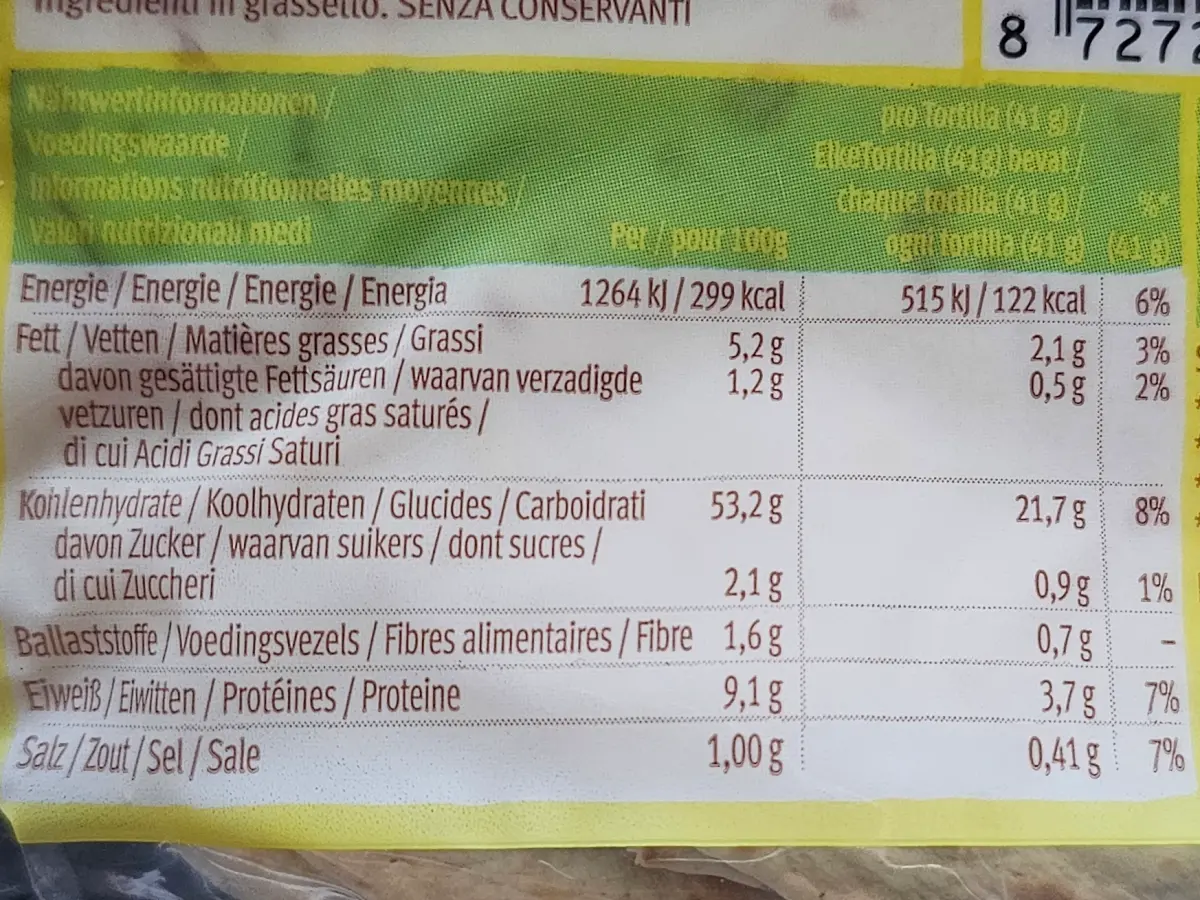 Ingredienti in grassetto. SENZA CONSERVANTI
8 7272
Nährwertinformationen /
Voedingswaarde /
Informations nutritionnelles moyennes /
Valori nutrizionali medi
Per / pour 100g
pro Tortilla (41 g) /
Elke Tortilla (41g) bevat /
chaque tortilla (41 g) /
ogni tortilla (41 g)
%*
(41 g)
Energie / Energie / Energie / Energia 1264 kJ / 299 kcal 515 kJ / 122 kcal 6%
Fett / Vetten / Matières grasses / Grassi 5,2 g 2,1 g 3%
davon gesättigte Fettsäuren / waarvan verzadigde 1,2 g 0,5 g 2%
vetzuren / dont acides gras saturés /
di cui Acidi Grassi Saturi
Kohlenhydrate / Koolhydraten / Glucides / Carboidrati 53,2 g 21,7 g 8%
davon Zucker / waarvan suikers / dont sucres /
di cui Zuccheri 2,1 g 0,9 g 1%
Ballaststoffe / Voedingsvezels / Fibres alimentaires / Fibre 1,6 g 0,7 g –
Eiweiß / Eiwitten / Protéines / Proteine 9,1 g 3,7 g 7%
Salz / Zout / Sel / Sale 1,00 g 0,41 g 7%